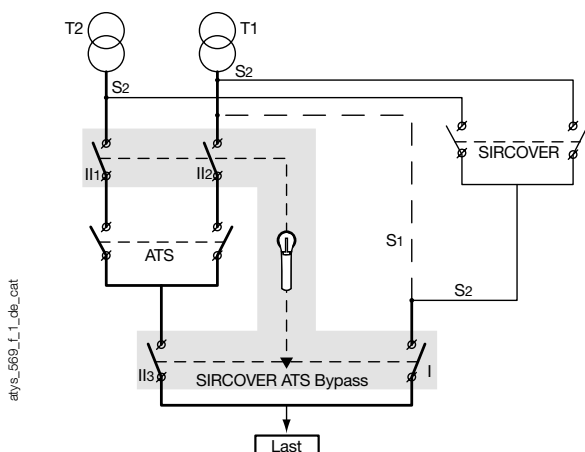 T2
T1
S2
S2
SIRCOVER
II1
II2
ATS
S1
S2
II3
SIRCOVER ATS Bypass
I
Last
atys_569_f_1_de_cat